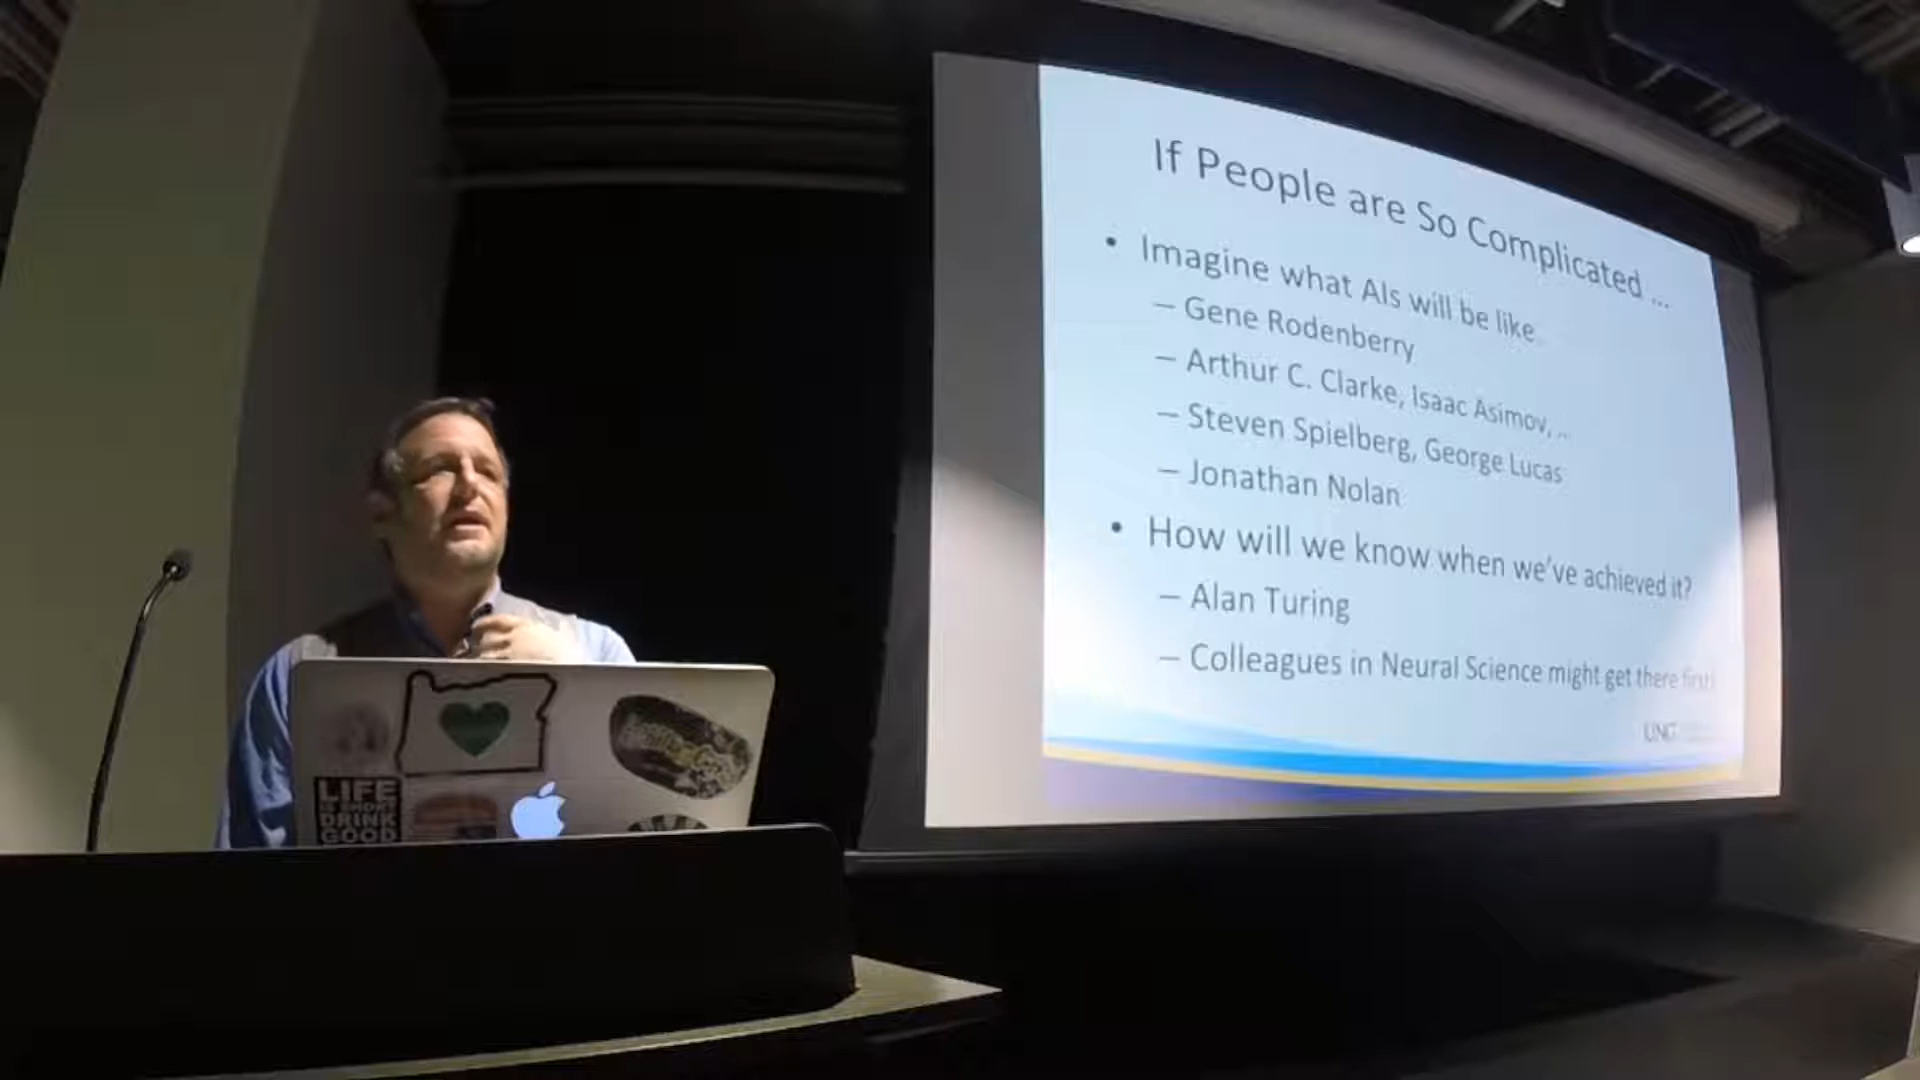 If People are So Complicated ...
• Imagine what AIs will be like
– Gene Rodenberry
– Arthur C. Clarke, Isaac Asimov, ...
– Steven Spielberg, George Lucas
– Jonathan Nolan
• How will we know when we've achieved it?
– Alan Turing
– Colleagues in Neural Science might get there first
LIFE
IS SHORT
DRINK
GOOD